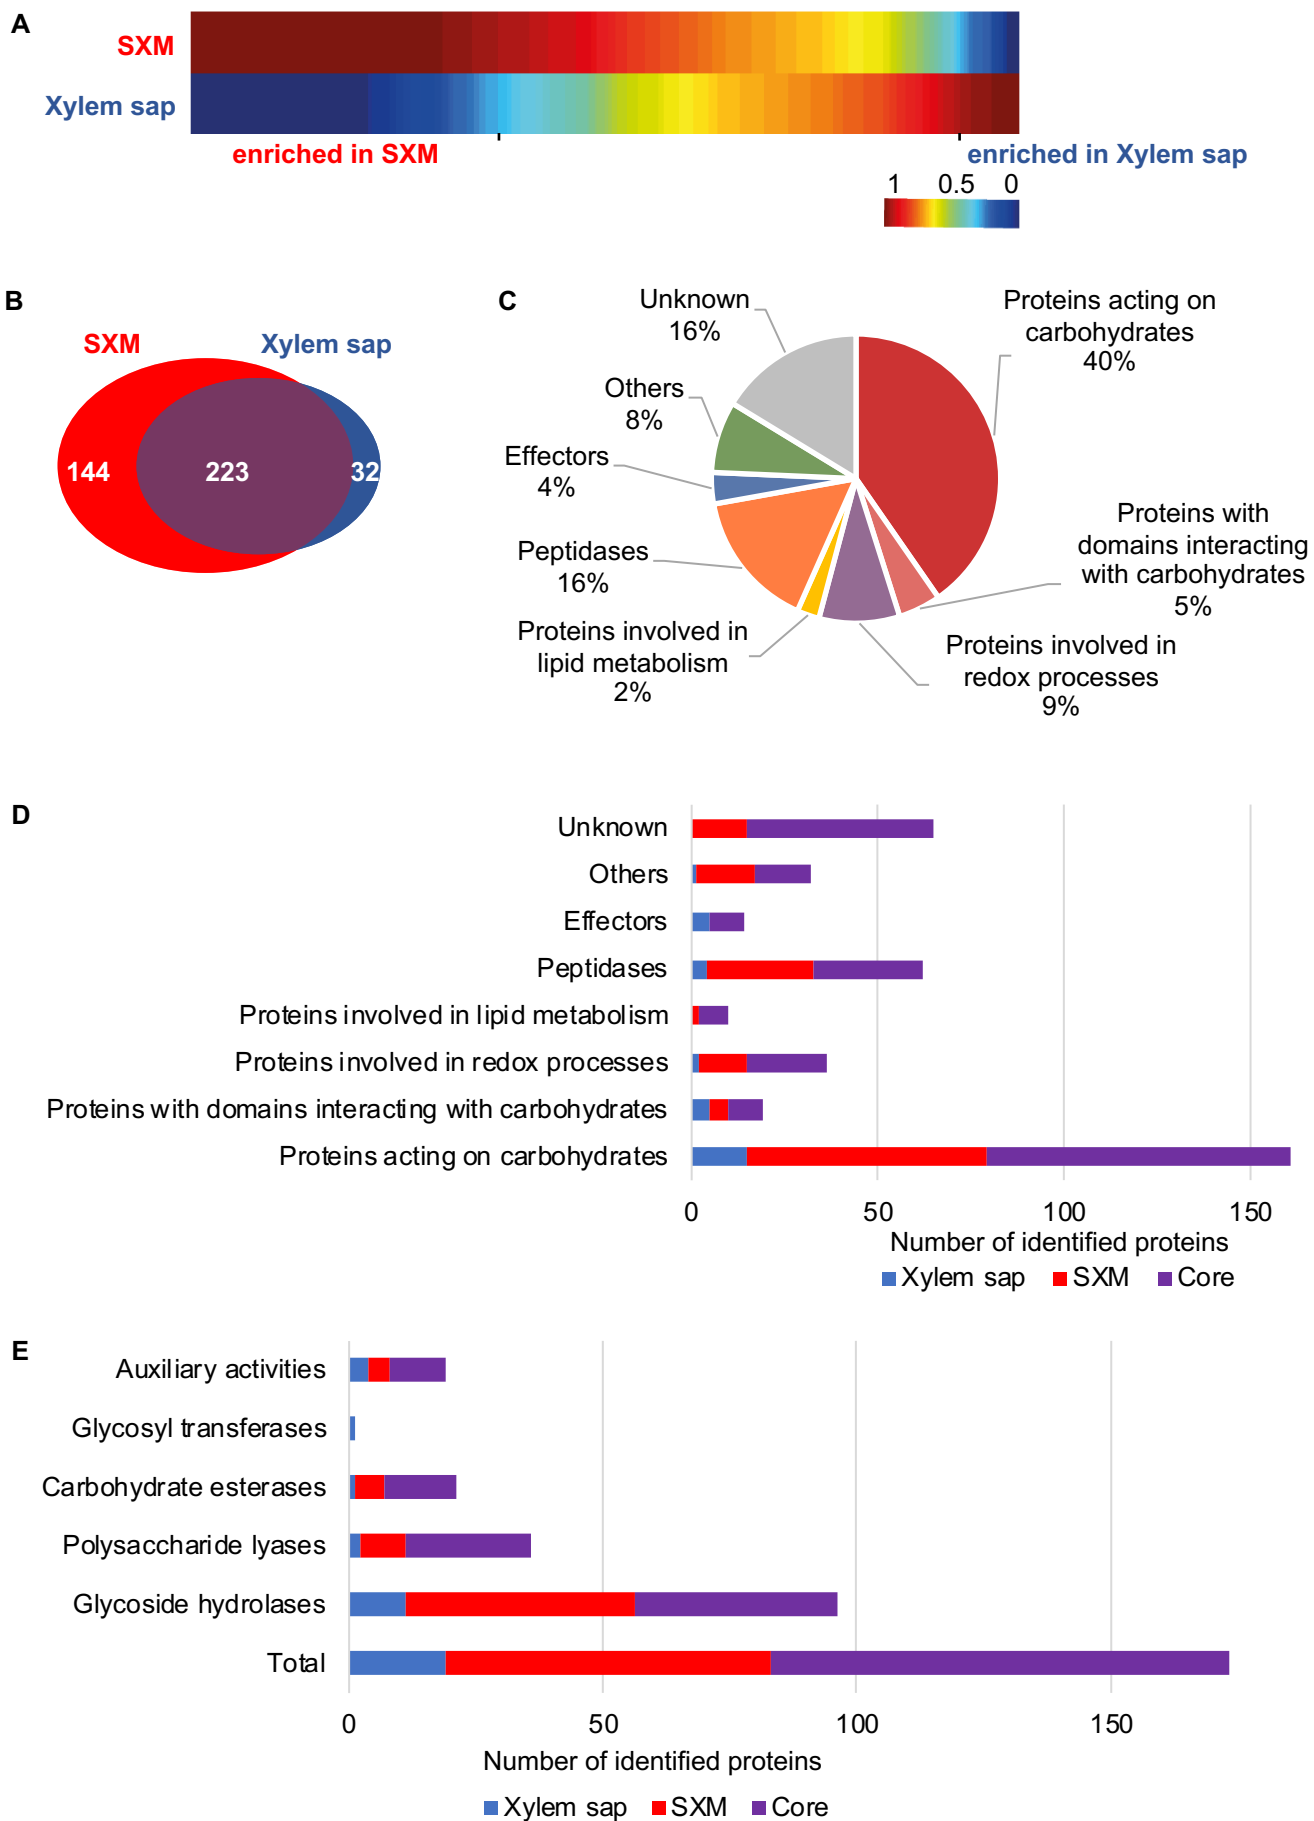 A
SXM
Xylem sap
enriched in SXM
enriched in Xylem sap
1 0.5 0
B
SXM
Xylem sap
144
223
32
C
Unknown
16%
Proteins acting on
carbohydrates
40%
Others
8%
Effectors
4%
Peptidases
16%
Proteins with
domains interacting
with carbohydrates
5%
Proteins involved in
lipid metabolism
2%
Proteins involved in
redox processes
9%
D
Unknown
Others
Effectors
Peptidases
Proteins involved in lipid metabolism
Proteins involved in redox processes
Proteins with domains interacting with carbohydrates
Proteins acting on carbohydrates
0 50 100 150
Number of identified proteins
Xylem sap SXM Core
E
Auxiliary activities
Glycosyl transferases
Carbohydrate esterases
Polysaccharide lyases
Glycoside hydrolases
Total
0 50 100 150
Number of identified proteins
Xylem sap SXM Core